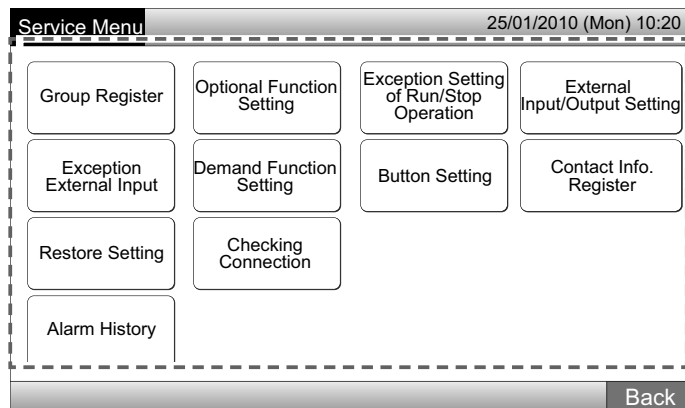 Service Menu
25/01/2010 (Mon) 10:20
Group Register
Optional Function
Setting
Exception Setting
of Run/Stop
Operation
External
Input/Output Setting
Exception
External Input
Demand Function
Setting
Button Setting
Contact Info.
Register
Restore Setting
Checking
Connection
Alarm History
Back